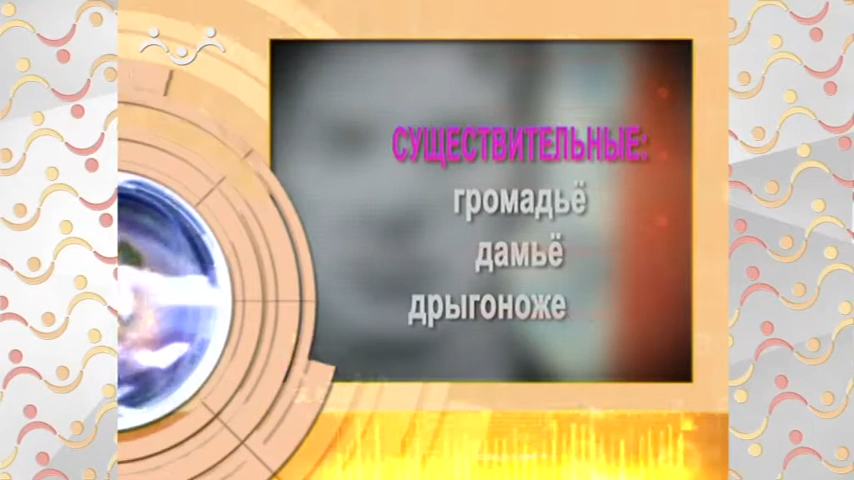 СУЩЕСТВИТЕЛЬНЫЕ:
громадьё
дамьё
дрыгоноже